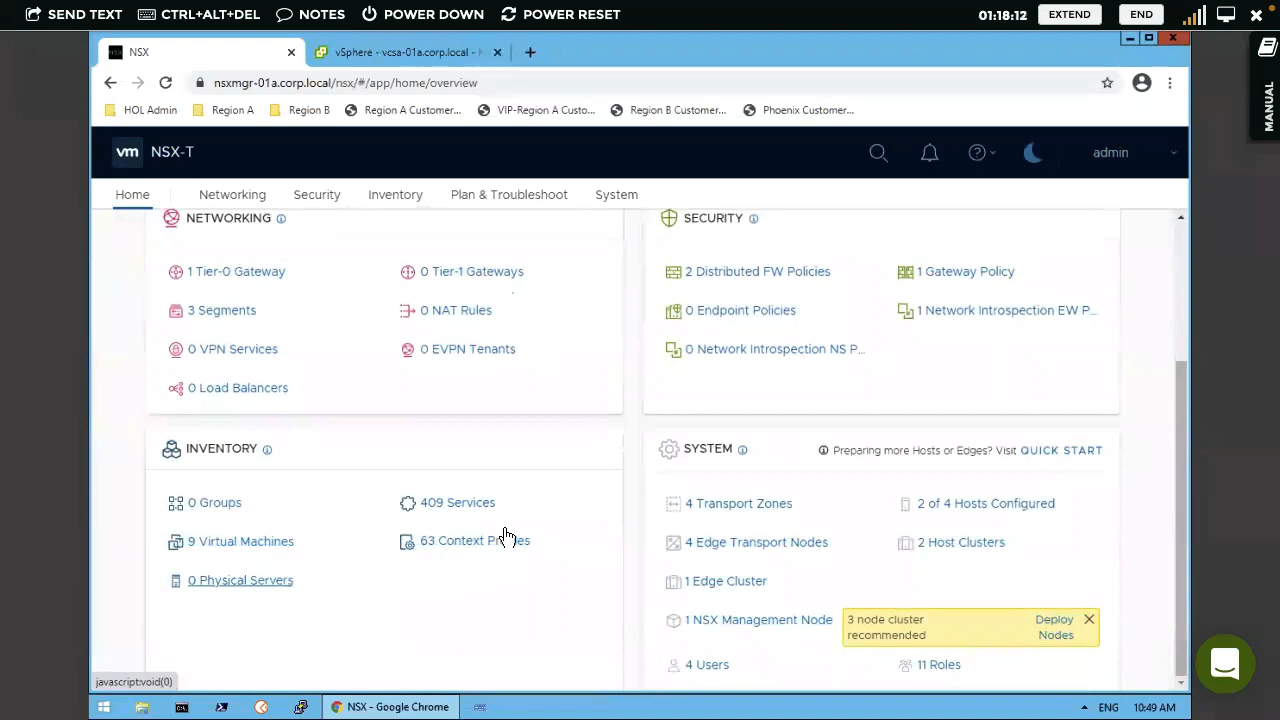 SEND TEXT
CTRL+ALT+DEL
NOTES
POWER DOWN
POWER RESET
01:18:12
EXTEND
END
MANUAL
NSX
vSphere - vcsa-01a.corp.local -
nsxmgr-01a.corp.local/nsx/#/app/home/overview
HOL Admin
Region A
Region B
Region A Customer...
VIP-Region A Custo...
Region B Customer...
Phoenix Customer...
vm NSX-T
admin
Home
Networking
Security
Inventory
Plan & Troubleshoot
System
NETWORKING
1 Tier-0 Gateway
0 Tier-1 Gateways
3 Segments
0 NAT Rules
0 VPN Services
0 EVPN Tenants
0 Load Balancers
SECURITY
2 Distributed FW Policies
1 Gateway Policy
0 Endpoint Policies
1 Network Introspection EW P...
0 Network Introspection NS P...
INVENTORY
0 Groups
409 Services
9 Virtual Machines
63 Context
0 Physical Servers
SYSTEM
Preparing more Hosts or Edges? Visit QUICK START
4 Transport Zones
2 of 4 Hosts Configured
4 Edge Transport Nodes
2 Host Clusters
1 Edge Cluster
1 NSX Management Node
3 node cluster
recommended
Deploy
Nodes
4 Users
11 Roles
javascript:void(0)
NSX - Google Chrome
ENG
10:49 AM